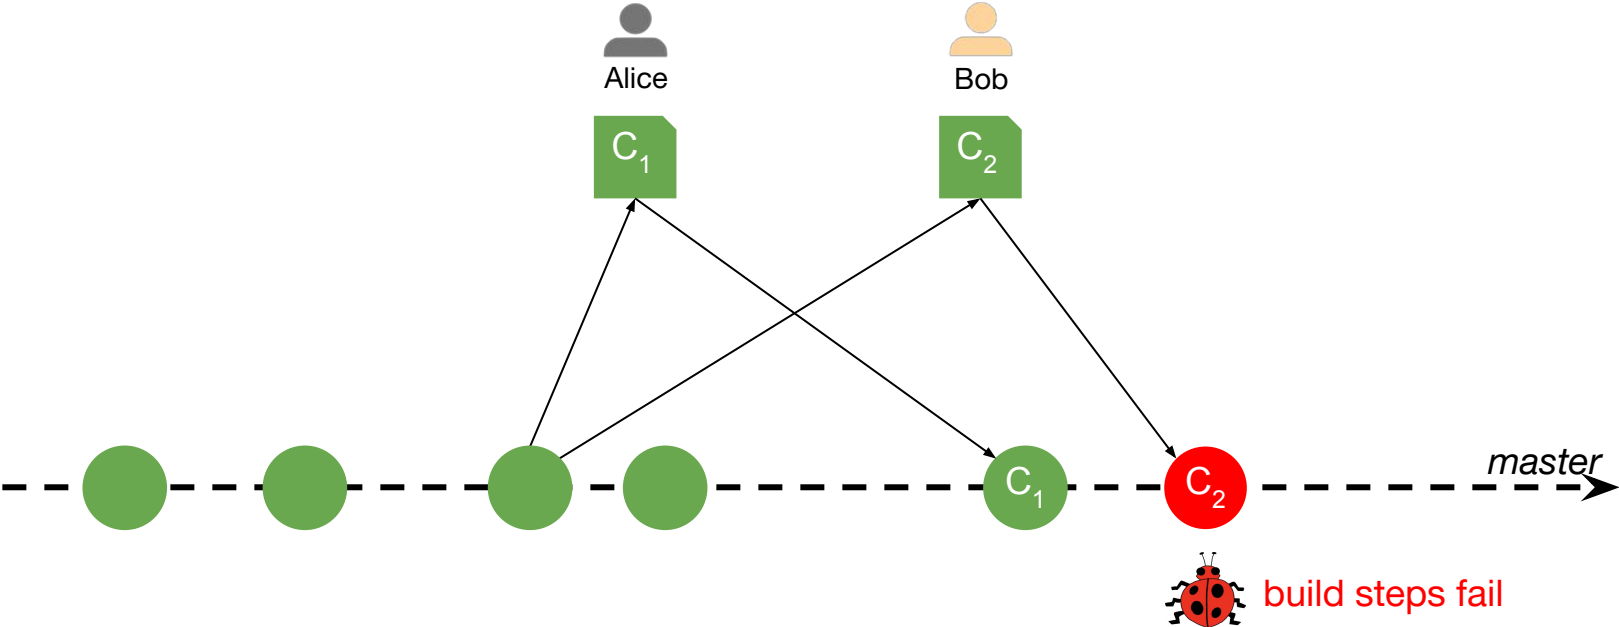 Alice
Bob
C₁
C₂
master
C₁
C₂
build steps fail